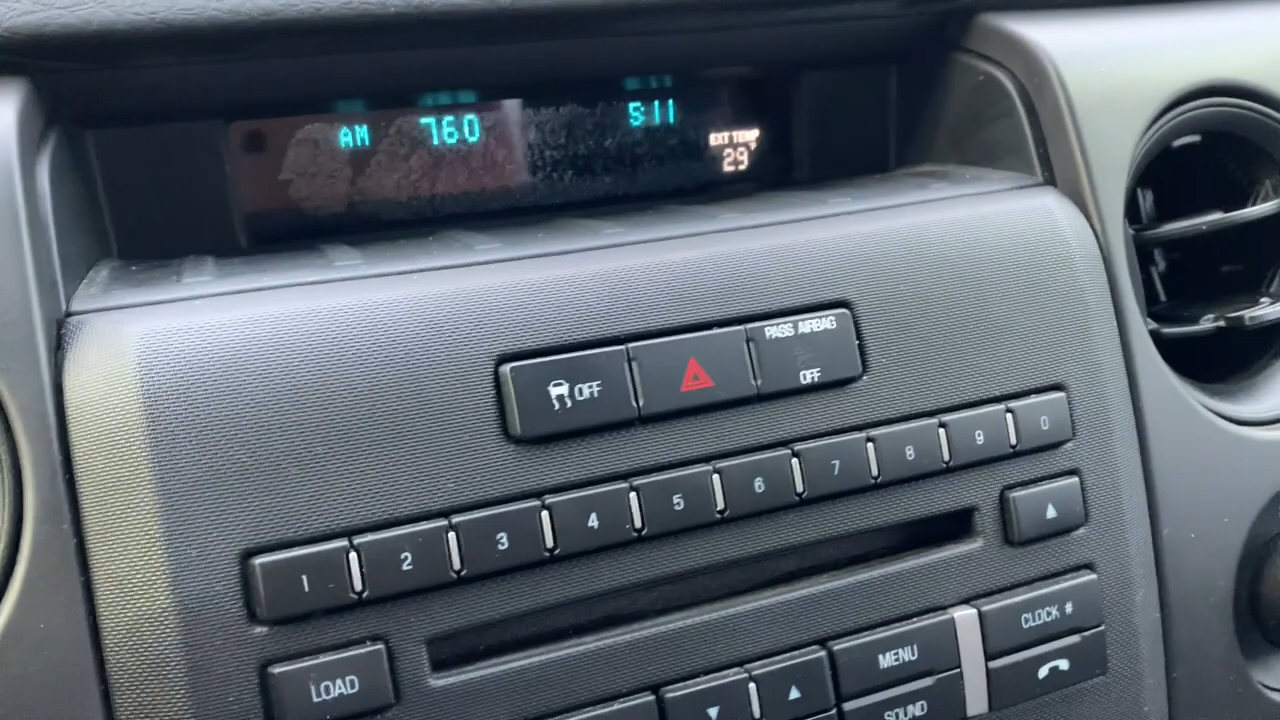 AM 760 5:11
EXT TEMP
29°
OFF
PASS AIRBAG
OFF
1 2 3 4 5 6 7 8 9 0
LOAD
MENU
CLOCK #
SOUND